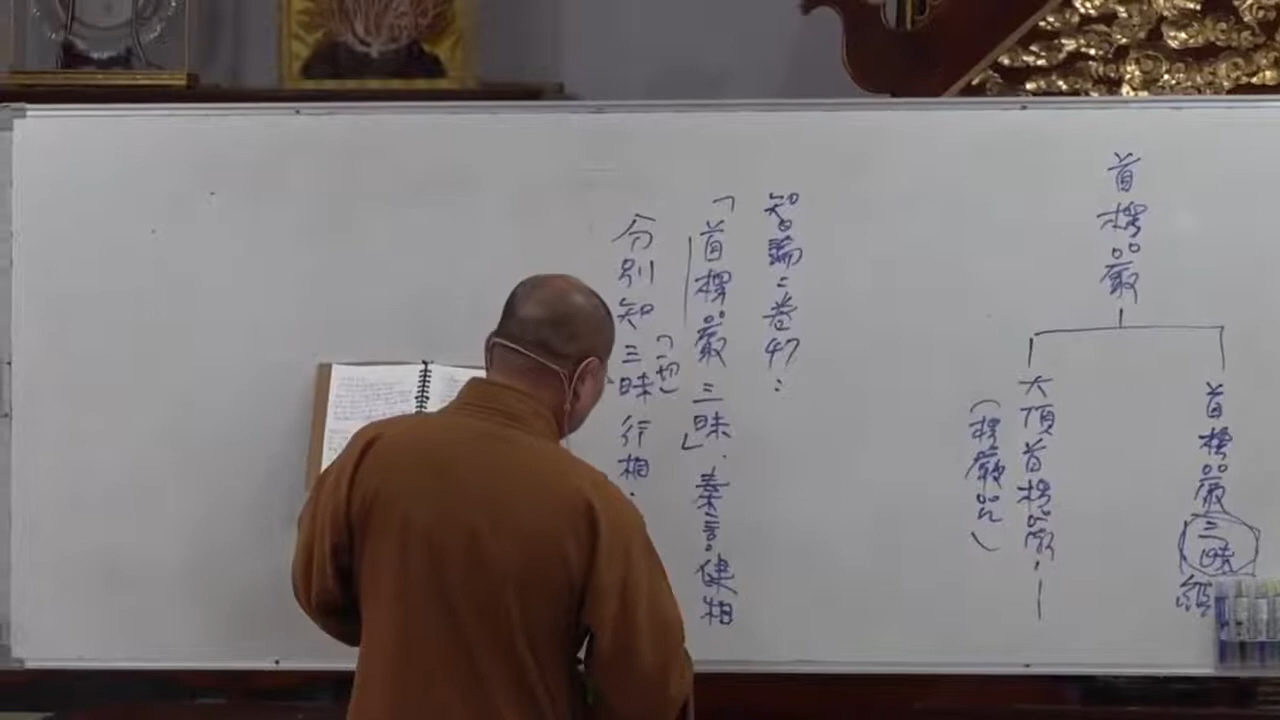 首楞嚴
首楞嚴三昧經
大頂首楞嚴·—
(楞嚴咒)
智論:卷47:
「首楞嚴三昧」·秦言健相
(一切)
分別知三昧行相·